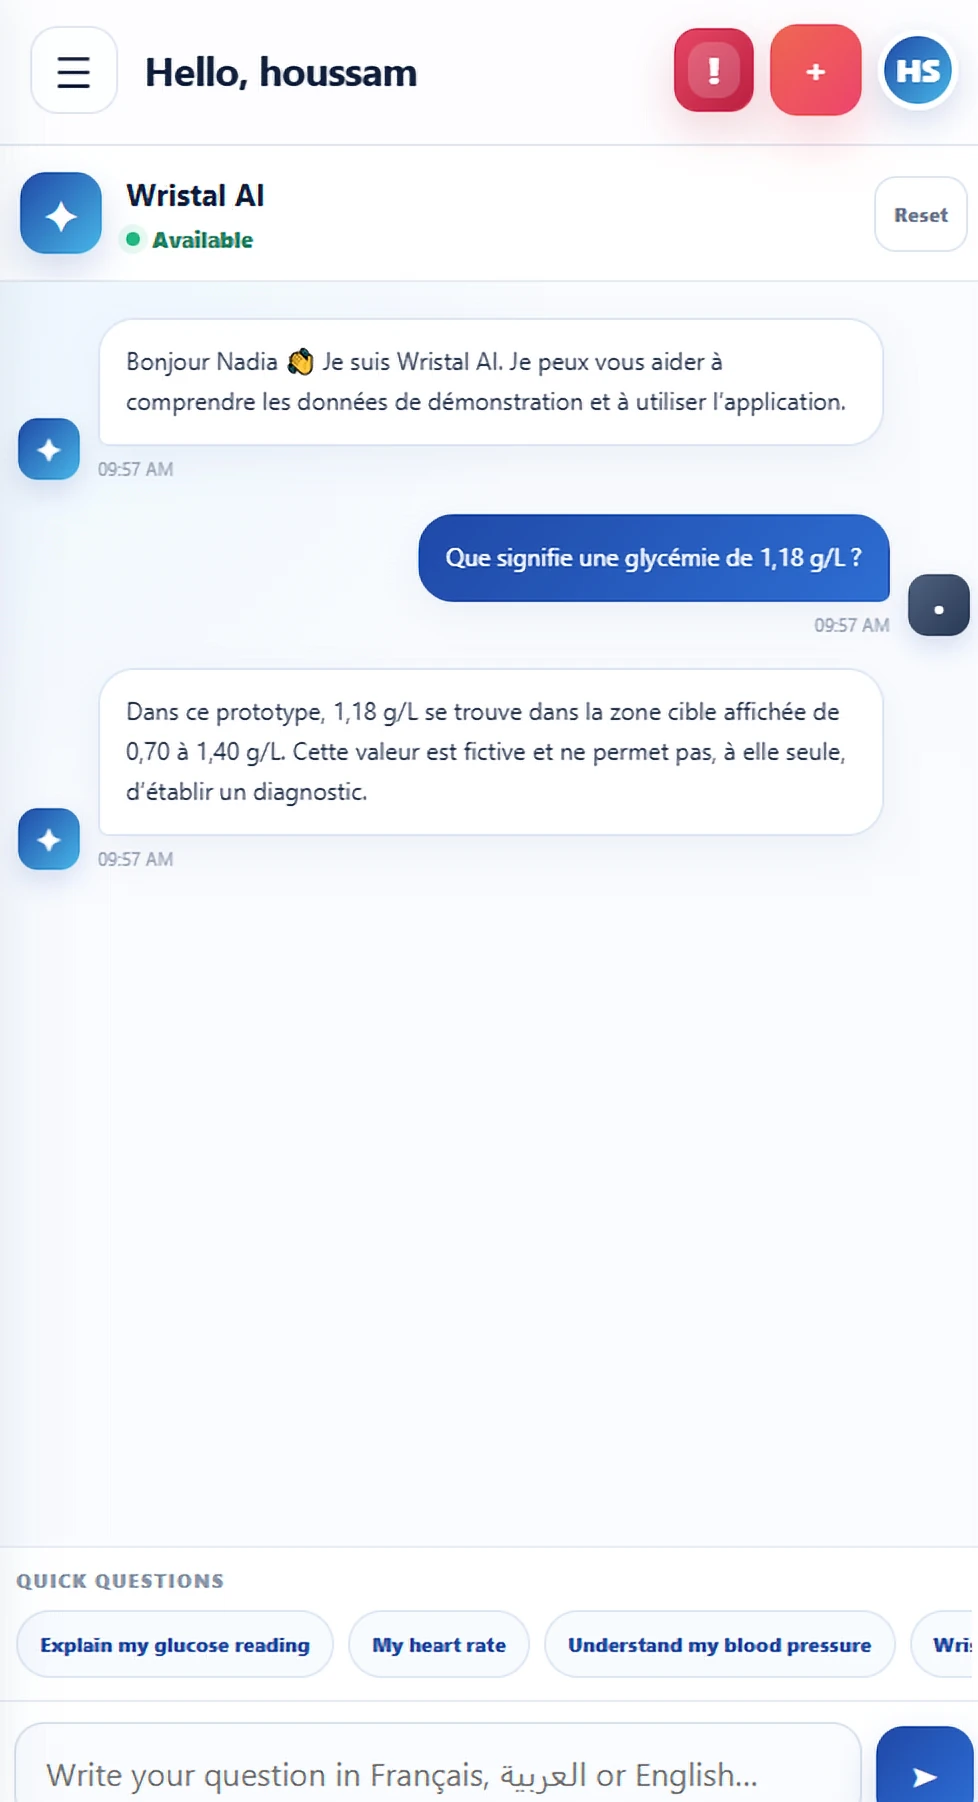 Hello, houssam
!
+
HS
Wristal AI
Available
Reset
Bonjour Nadia 👏 Je suis Wristal AI. Je peux vous aider à
comprendre les données de démonstration et à utiliser l'application.
09:57 AM
Que signifie une glycémie de 1,18 g/L ?
09:57 AM
Dans ce prototype, 1,18 g/L se trouve dans la zone cible affichée de
0,70 à 1,40 g/L. Cette valeur est fictive et ne permet pas, à elle seule,
d'établir un diagnostic.
09:57 AM
QUICK QUESTIONS
Explain my glucose reading
My heart rate
Understand my blood pressure
Write your question in Français, العربية or English...